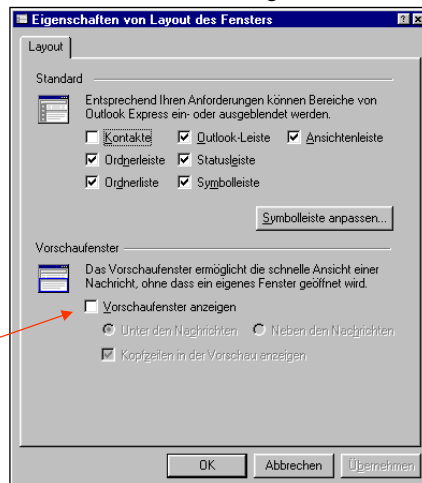 Eigenschaften von Layout des Fensters
Layout
Standard
Entsprechend Ihren Anforderungen können Bereiche von
Outlook Express ein- oder ausgeblendet werden.
Kontakte Outlook-Leiste Ansichtenleiste
Ordnerleiste Statusleiste
Ordnerliste Symbolleiste
Symbolleiste anpassen...
Vorschaufenster
Das Vorschaufenster ermöglicht die schnelle Ansicht einer
Nachricht, ohne dass ein eigenes Fenster geöffnet wird.
Vorschaufenster anzeigen
Unter den Nachrichten Neben den Nachrichten
Kopfzeilen in der Vorschau anzeigen
OK Abbrechen Übernehmen